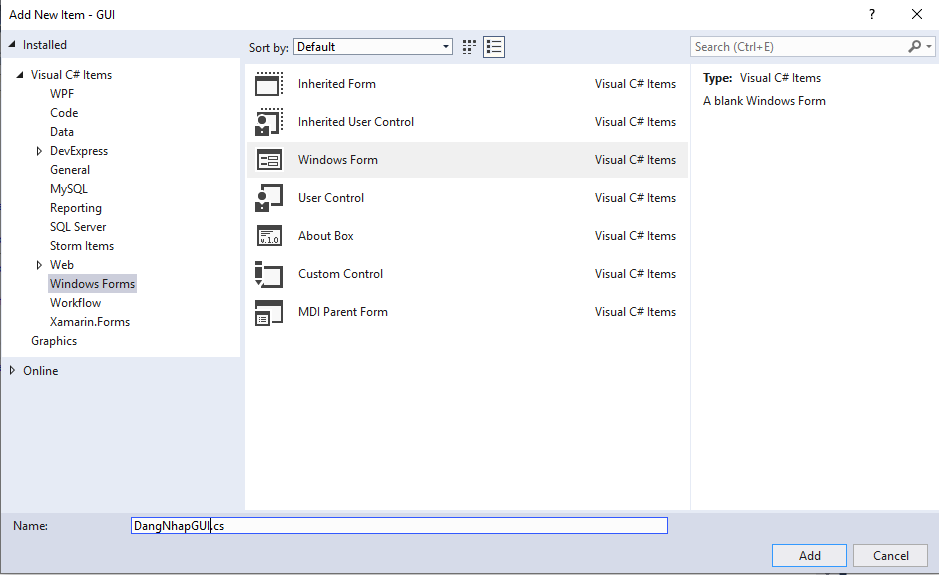 Add New Item - GUI
? 
Installed
Sort by: Default
Search (Ctrl+E)
Visual C# Items
WPF
Code
Data
DevExpress
General
MySQL
Reporting
SQL Server
Storm Items
Web
Windows Forms
Workflow
Xamarin.Forms
Graphics
Online
Inherited Form Visual C# Items
Inherited User Control Visual C# Items
Windows Form Visual C# Items
User Control Visual C# Items
About Box Visual C# Items
v.1.0
Custom Control Visual C# Items
MDI Parent Form Visual C# Items
Type: Visual C# Items
A blank Windows Form
Name: DangNhapGUI.cs
Add Cancel